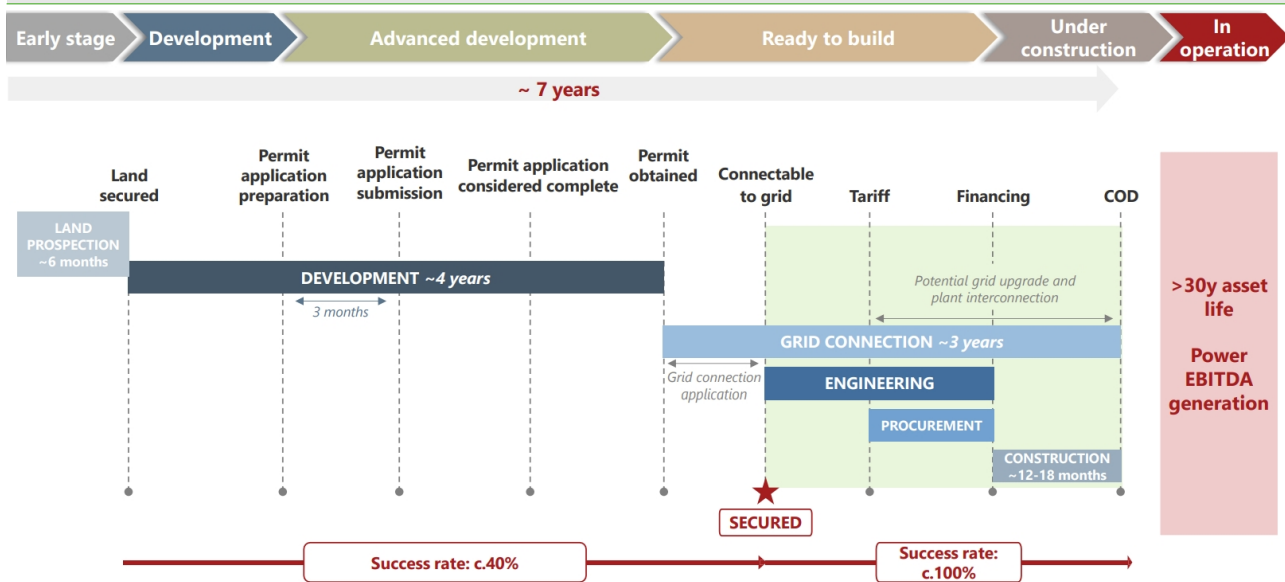 Early stage
Development
Advanced development
Ready to build
Under
construction
In
operation
~ 7 years
Land
secured
Permit
application
preparation
Permit
application
submission
Permit application
considered complete
Permit
obtained
Connectable
to grid
Tariff
Financing
COD
LAND
PROSPECTION
~6 months
DEVELOPMENT ~4 years
3 months
Potential grid upgrade and
plant interconnection
GRID CONNECTION ~3 years
Grid connection
application
ENGINEERING
PROCUREMENT
CONSTRUCTION
~12-18 months
>30y asset
life
Power
EBITDA
generation
SECURED
Success rate: c.40%
Success rate:
c.100%